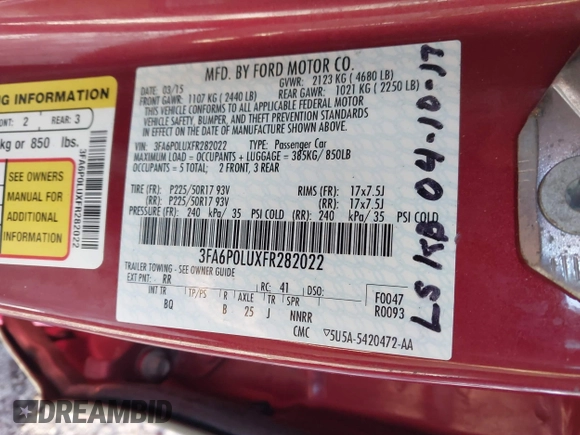 NG INFORMATION
ONT: 2 REAR: 3
kg or 850 lbs.
SEE OWNERS
MANUAL FOR
ADDITIONAL
INFORMATION
3FA6P0LUXFR282022
MFD. BY FORD MOTOR CO.
DATE: 03/15 GVWR: 2123 KG ( 4680 LB)
FRONT GAWR: 1107 KG ( 2440 LB) REAR GAWR: 1021 KG ( 2250 LB)
THIS VEHICLE CONFORMS TO ALL APPLICABLE FEDERAL MOTOR
VEHICLE SAFETY, BUMPER, AND THEFT PREVENTION STANDARDS IN
EFFECT ON THE DATE OF MANUFACTURE SHOWN ABOVE.
VIN: 3FA6P0LUXFR282022 TYPE: Passenger Car
MAXIMUM LOAD = OCCUPANTS + LUGGAGE = 385KG/850LB
OCCUPANTS = 5 TOTAL; 2 FRONT, 3 REAR
TIRE (FR): P225/50R17 93V RIMS (FR): 17x7.5J
(RR): P225/50R17 93V (RR): 17x7.5J
PRESSURE (FR): 240 kPa/ 35 PSI COLD (RR): 240 kPa/ 35 PSI COLD
3FA6P0LUXFR282022
TRAILER TOWING - SEE OWNER GUIDE
EXT PNT: RR RC: 41 DSO:
INT TR TP/PS R AXLE TR SPR
BQ B 25 J NNRR
F0047
R0093
CMC ▽5U5A-5420472-AA
LS KB 04-10-17
DREAMBID